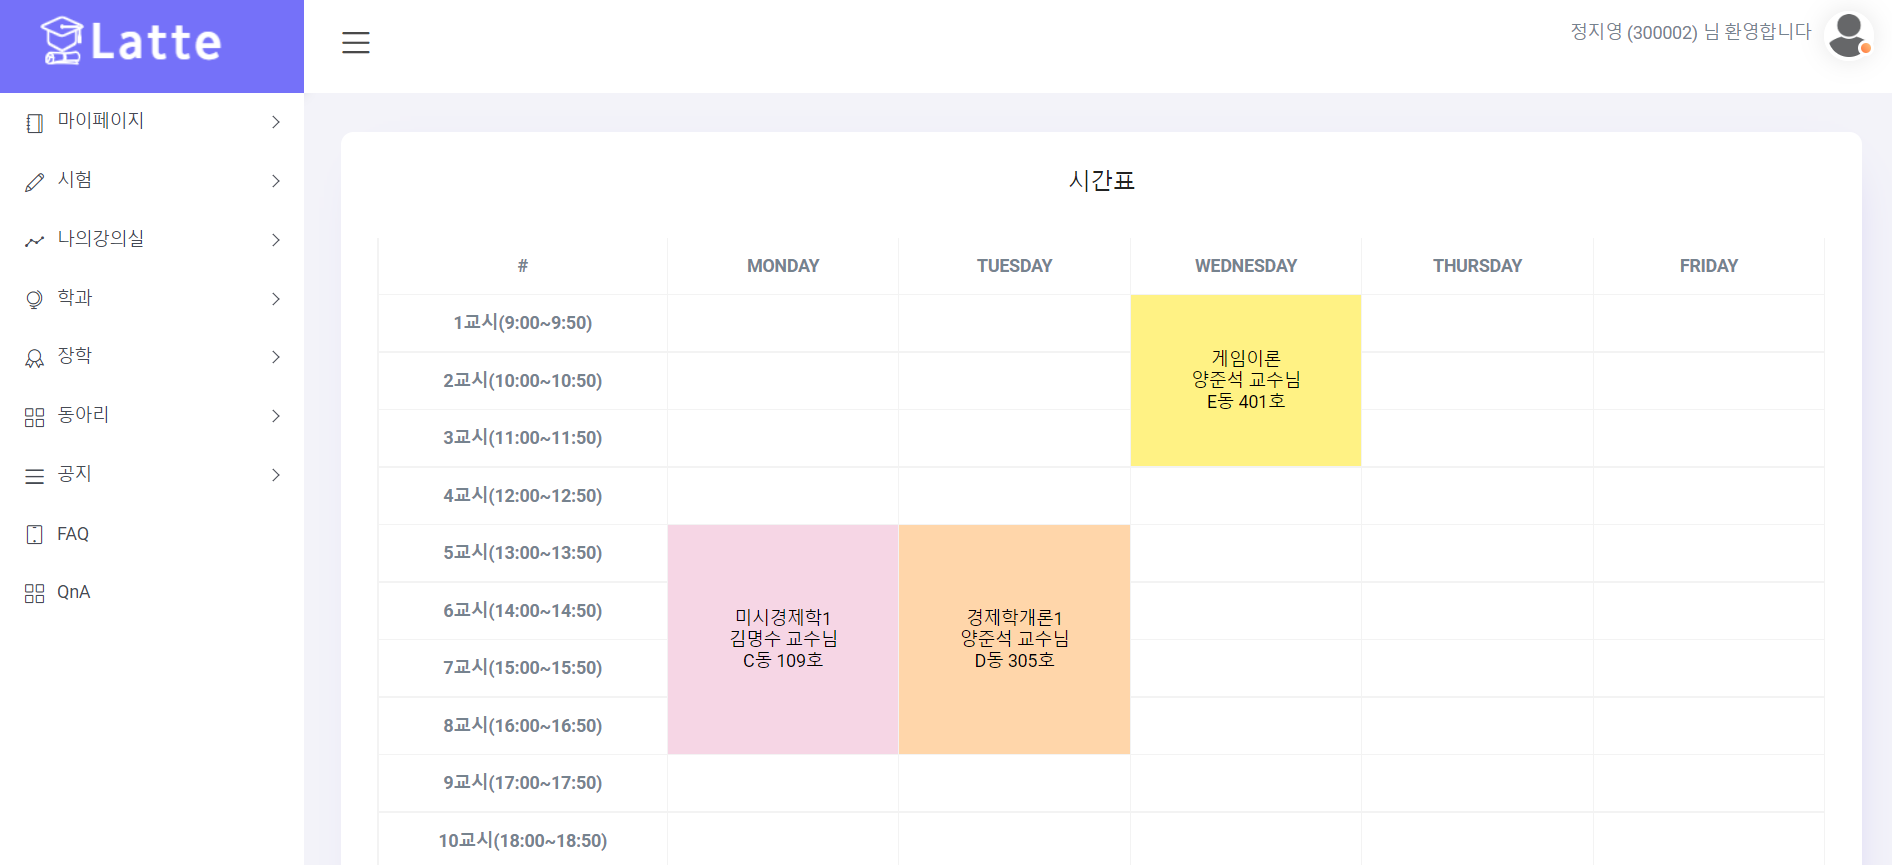 Latte
정지영 (300002) 님 환영합니다
마이페이지
시험
나의강의실
학과
장학
동아리
공지
FAQ
QnA
시간표
# MONDAY TUESDAY WEDNESDAY THURSDAY FRIDAY
1교시(9:00~9:50)
2교시(10:00~10:50)
3교시(11:00~11:50)
게임이론
양준석 교수님
E동 401호
4교시(12:00~12:50)
5교시(13:00~13:50)
6교시(14:00~14:50)
7교시(15:00~15:50)
8교시(16:00~16:50)
미시경제학1
김명수 교수님
C동 109호
경제학개론1
양준석 교수님
D동 305호
9교시(17:00~17:50)
10교시(18:00~18:50)